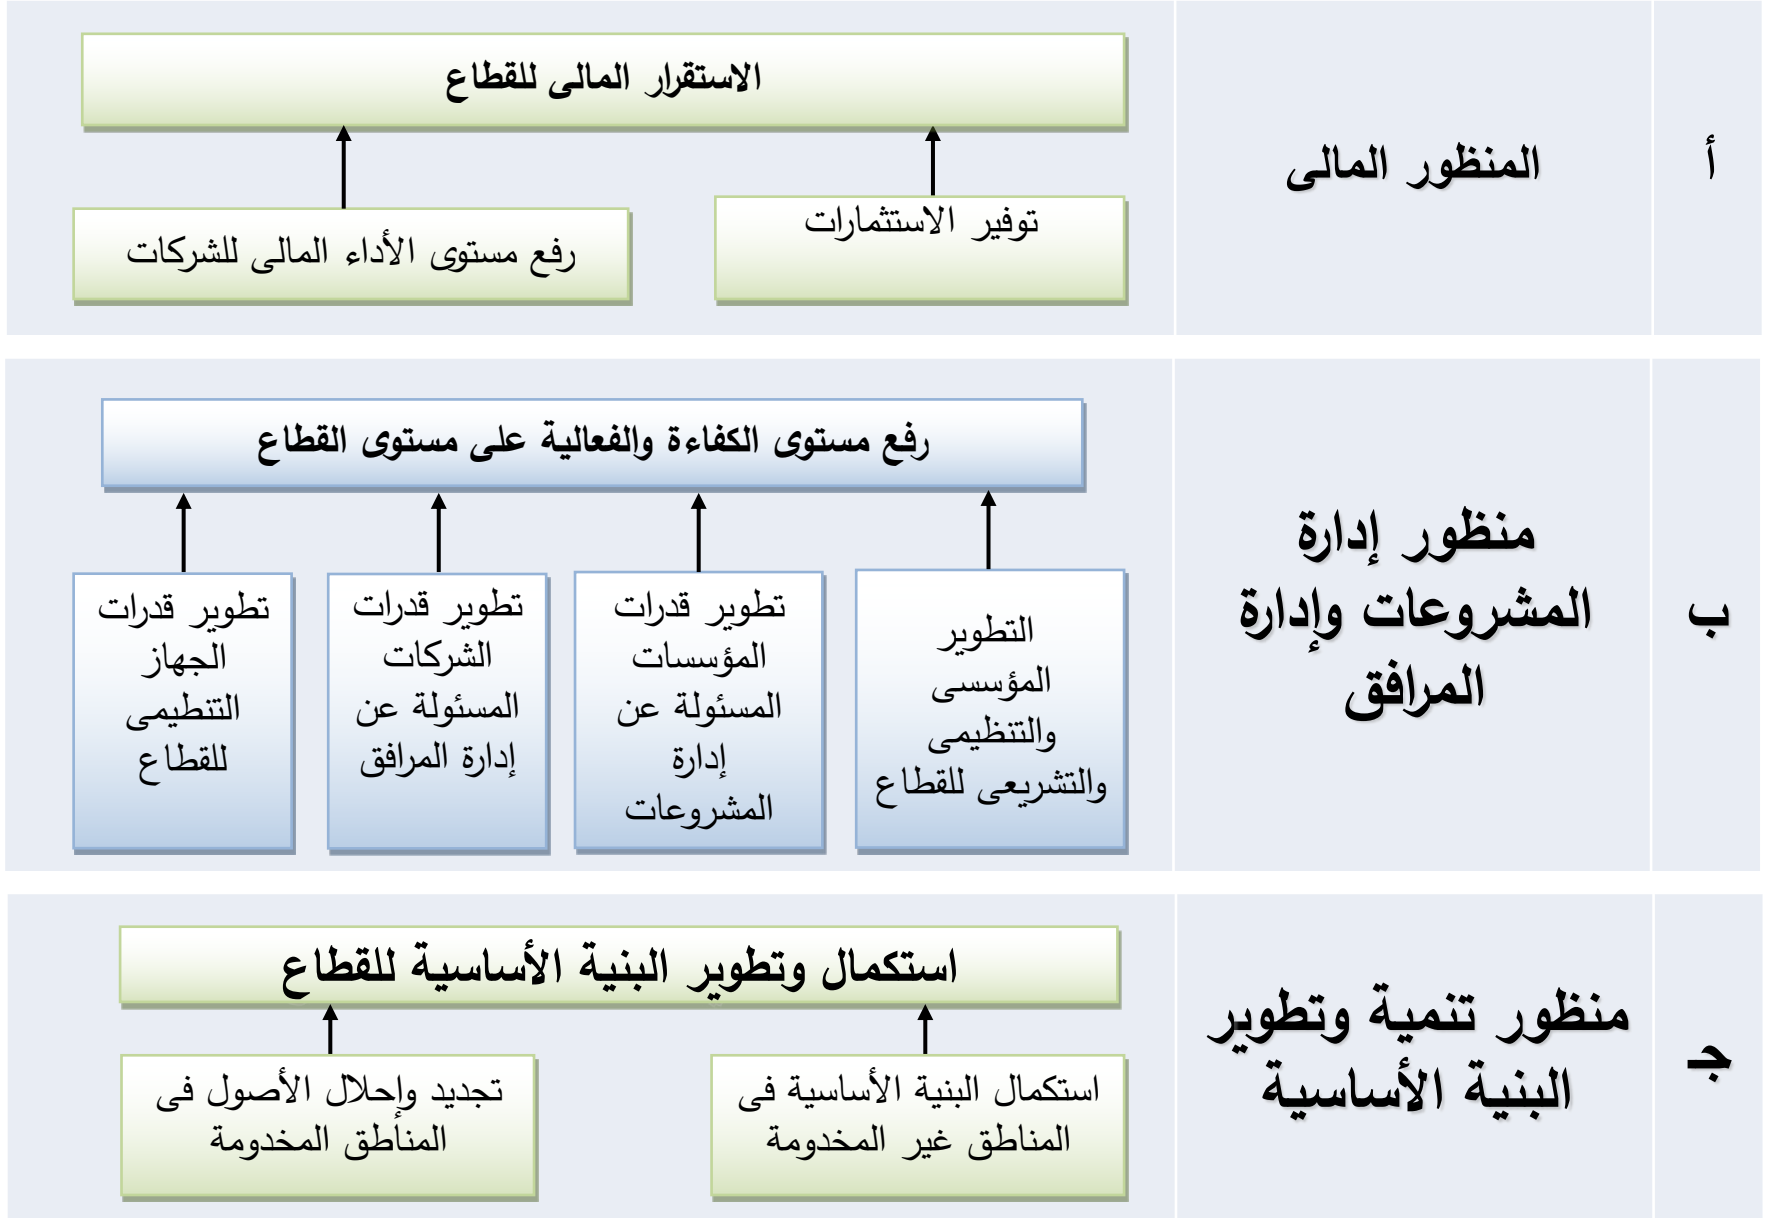 أ
المنظور المالى
الاستقرار المالى للقطاع
توفير الاستثمارات
رفع مستوى الأداء المالى للشركات
ب
منظور إدارة
المشروعات وإدارة
المرافق
رفع مستوى الكفاءة والفعالية على مستوى القطاع
التطوير
المؤسسى
والتنظيمى
والتشريعى للقطاع
تطوير قدرات
المؤسسات
المسئولة عن
إدارة
المشروعات
تطوير قدرات
الشركات
المسئولة عن
إدارة المرافق
تطوير قدرات
الجهاز
التتطيمى
للقطاع
جـ
منظور تنمية وتطوير
البنية الأساسية
استكمال وتطوير البنية الأساسية للقطاع
استكمال البنية الأساسية فى
المناطق غير المخدومة
تجديد وإحلال الأصول فى
المناطق المخدومة